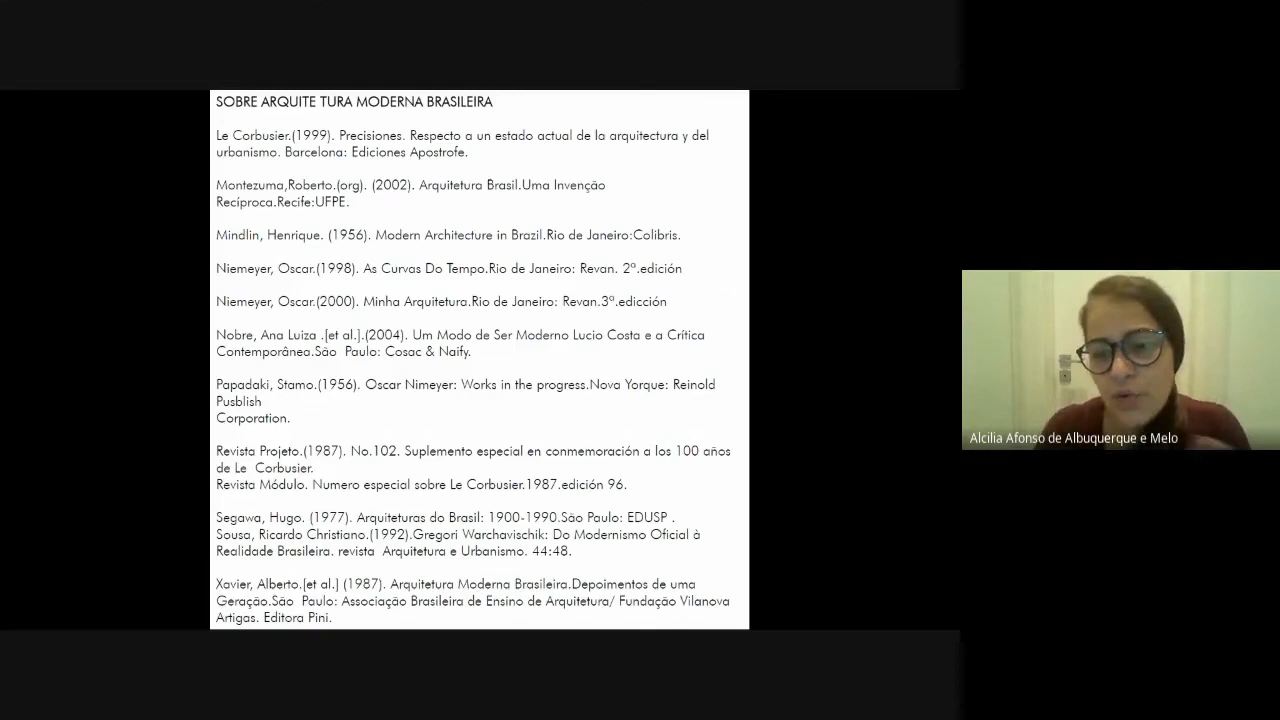 SOBRE ARQUITE TURA MODERNA BRASILEIRA
Le Corbusier.(1999). Precisiones. Respecto a un estado actual de la arquitectura y del
urbanismo. Barcelona: Ediciones Apostrofe.
Montezuma,Roberto.(org). (2002). Arquitetura Brasil.Uma Invenção
Recíproca.Recife:UFPE.
Mindlin, Henrique. (1956). Modern Architecture in Brazil.Rio de Janeiro:Colibris.
Niemeyer, Oscar.(1998). As Curvas Do Tempo.Rio de Janeiro: Revan. 2ª.edición
Niemeyer, Oscar.(2000). Minha Arquitetura.Rio de Janeiro: Revan.3ª.edicción
Nobre, Ana Luiza .[et al.].(2004). Um Modo de Ser Moderno Lucio Costa e a Crítica
Contemporânea.São Paulo: Cosac & Naify.
Papadaki, Stamo.(1956). Oscar Nimeyer: Works in the progress.Nova Yorque: Reinold
Pusblish
Corporation.
Revista Projeto.(1987). No.102. Suplemento especial en conmemoración a los 100 años
de Le Corbusier.
Revista Módulo. Numero especial sobre Le Corbusier.1987.edición 96.
Segawa, Hugo. (1977). Arquiteturas do Brasil: 1900-1990.São Paulo: EDUSP .
Sousa, Ricardo Christiano.(1992).Gregori Warchavischik: Do Modernismo Oficial à
Realidade Brasileira. revista Arquitetura e Urbanismo. 44:48.
Xavier, Alberto.[et al.] (1987). Arquitetura Moderna Brasileira.Depoimentos de uma
Geração.São Paulo: Associação Brasileira de Ensino de Arquitetura/ Fundação Vilanova
Artigas. Editora Pini.
Alcilia Afonso de Albuquerque e Melo